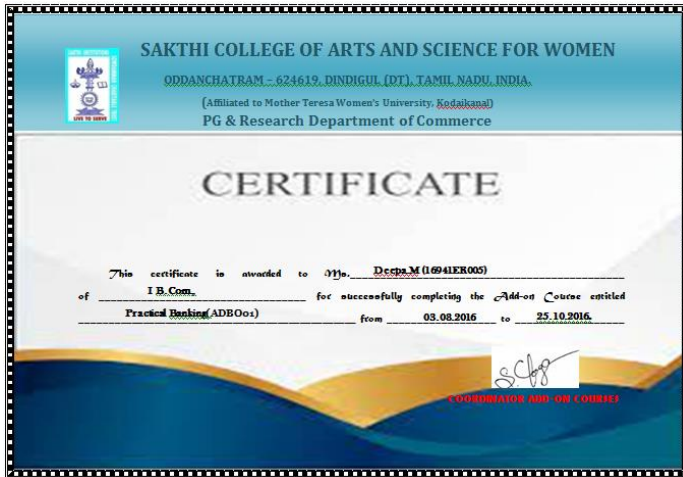 SAKTHI COLLEGE OF ARTS AND SCIENCE FOR WOMEN
ODDANCHATRAM – 624619, DINDIGUL (DT), TAMIL NADU, INDIA.
(Affiliated to Mother Teresa Women's University, Kodaikanal)
PG & Research Department of Commerce
LIVE TO SERVE
CERTIFICATE
This certificate is awarded to Ms. Deepa.M (16941ER005)
of I B.Com., for successfully completing the Add-on Course entitled
Practical Banking(ADBO01) from 03.08.2016 to 25.10.2016.
COORDINATOR ADD-ON COURSES